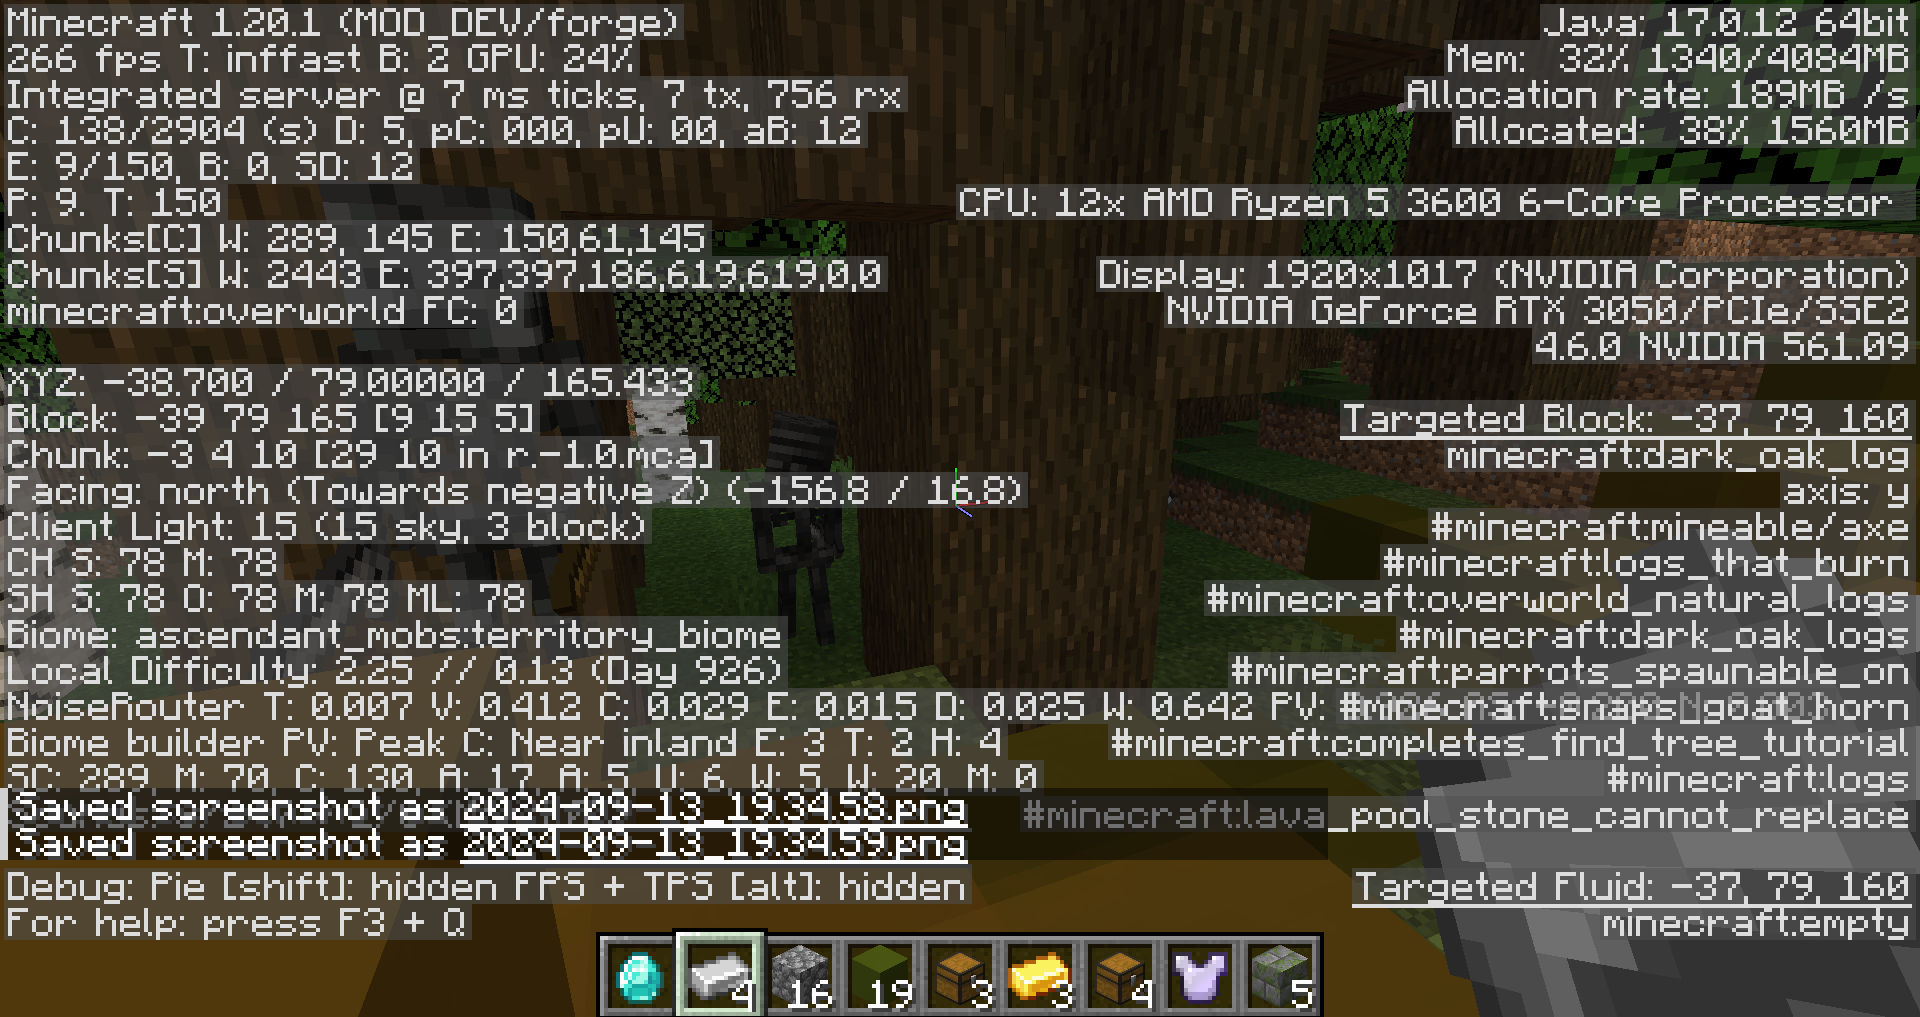 Minecraft 1.20.1 (MOD_DEV/forge)
266 fps T: inffast B: 2 GPU: 24%
Integrated server @ 7 ms ticks, 7 tx, 756 rx
C: 138/2904 (s) D: 5, pC: 000, pU: 00, aB: 12
E: 9/150, B: 0, SD: 12
P: 9. T: 150
Chunks[C] W: 289, 145 E: 150,61,145
Chunks[S] W: 2443 E: 397,397,186,619,619,0,0
minecraft:overworld FC: 0
XYZ: -38.700 / 79.00000 / 165.433
Block: -39 79 165 [9 15 5]
Chunk: -3 4 10 [29 10 in r.-1.0.mca]
Facing: north (Towards negative Z) (-156.8 / 16.8)
Client Light: 15 (15 sky, 3 block)
CH S: 78 M: 78
SH S: 78 O: 78 M: 78 ML: 78
Biome: ascendant_mobs:territory_biome
Local Difficulty: 2.25 // 0.13 (Day 926)
NoiseRouter T: 0.007 V: 0.412 C: 0.029 E: 0.015 D: 0.025 W: 0.642 PV:
Biome builder PV: Peak C: Near inland E: 3 T: 2 H: 4
SC: 289, M: 70, C: 130, A: 17, A: 5, U: 6, W: 5, W: 20, M: 0
Saved screenshot as 2024-09-13_19.34.58.png
Saved screenshot as 2024-09-13_19.34.59.png
Debug: Pie [shift]: hidden FPS + TPS [alt]: hidden
For help: press F3 + Q
Java: 17.0.12 64bit
Mem: 32% 1340/4084MB
Allocation rate: 189MB /s
Allocated: 38% 1560MB
CPU: 12x AMD Ryzen 5 3600 6-Core Processor
Display: 1920x1017 (NVIDIA Corporation)
NVIDIA GeForce RTX 3050/PCIe/SSE2
4.6.0 NVIDIA 561.09
Targeted Block: -37, 79, 160
minecraft:dark_oak_log
axis: y
#minecraft:mineable/axe
#minecraft:logs_that_burn
#minecraft:overworld_natural_logs
#minecraft:dark_oak_logs
#minecraft:parrots_spawnable_on
#minecraft:snaps_goat_horn
#minecraft:completes_find_tree_tutorial
#minecraft:logs
#minecraft:lava_pool_stone_cannot_replace
Targeted Fluid: -37, 79, 160
minecraft:empty
4 16 19 3 3 4 5